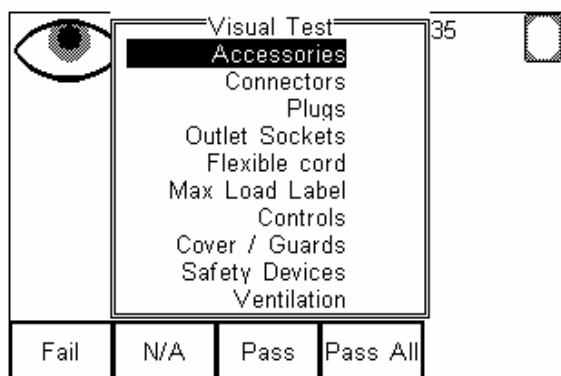 Visual Test
35
Accessories
Connectors
Plugs
Outlet Sockets
Flexible cord
Max Load Label
Controls
Cover / Guards
Safety Devices
Ventilation
Fail
N/A
Pass
Pass All